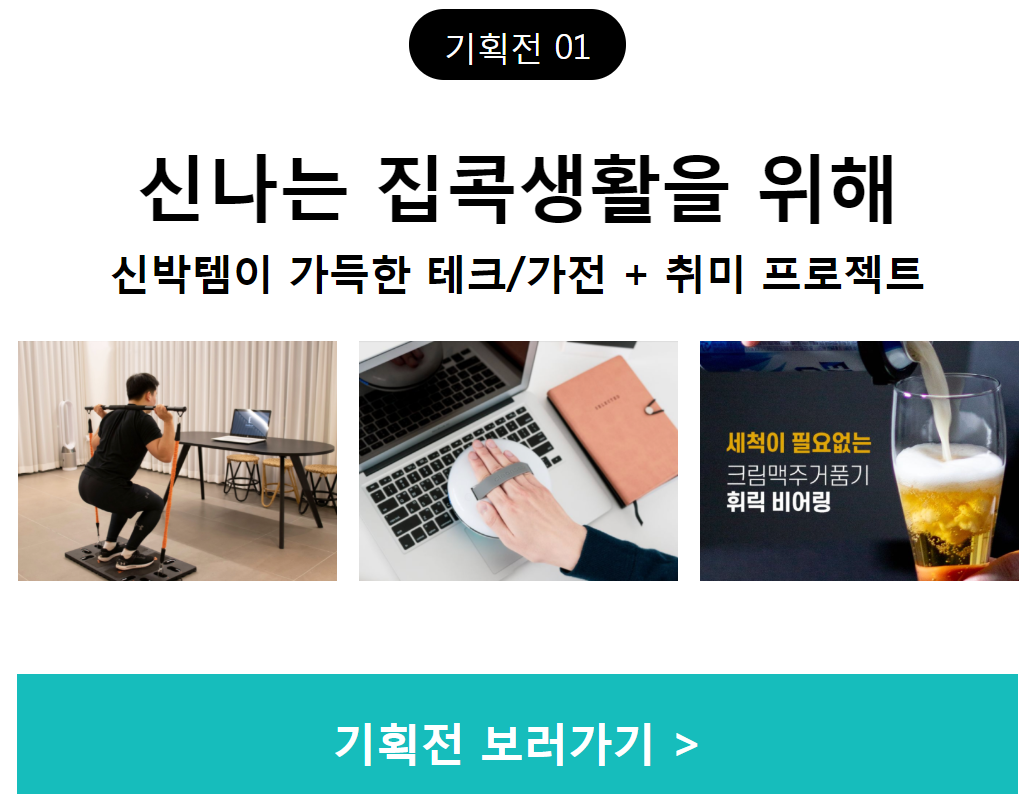 기획전 01
신나는 집콕생활을 위해
신박템이 가득한 테크/가전 + 취미 프로젝트
세척이 필요없는
크림맥주거품기
휘릭 비어링
기획전 보러가기 >